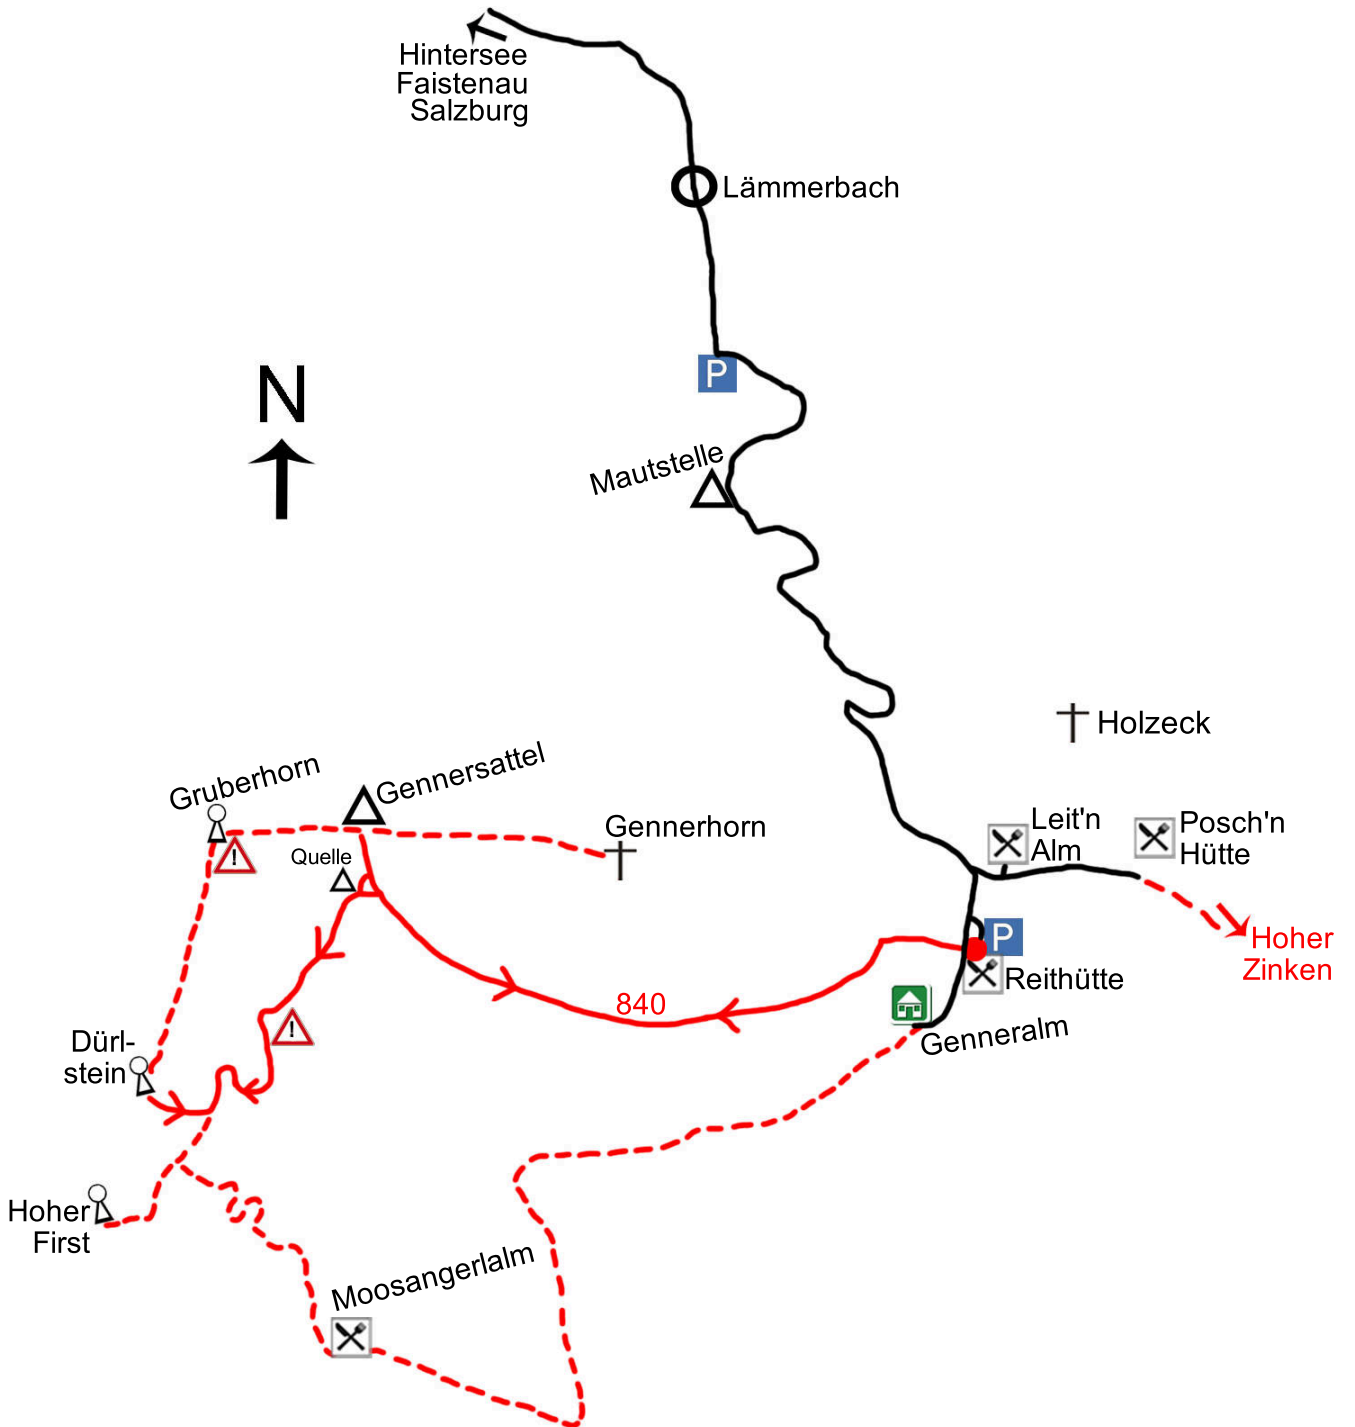 Hintersee
Faistenau
Salzburg
Lämmerbach
P
N
Mautstelle
Holzeck
Gruberhorn
Gennersattel
Gennerhorn
Leit'n
Alm
Posch'n
Hütte
!
Quelle
P
Hoher
Zinken
Reithütte
840
!
Genneralm
Dürl-
stein
Hoher
First
Moosangerlalm